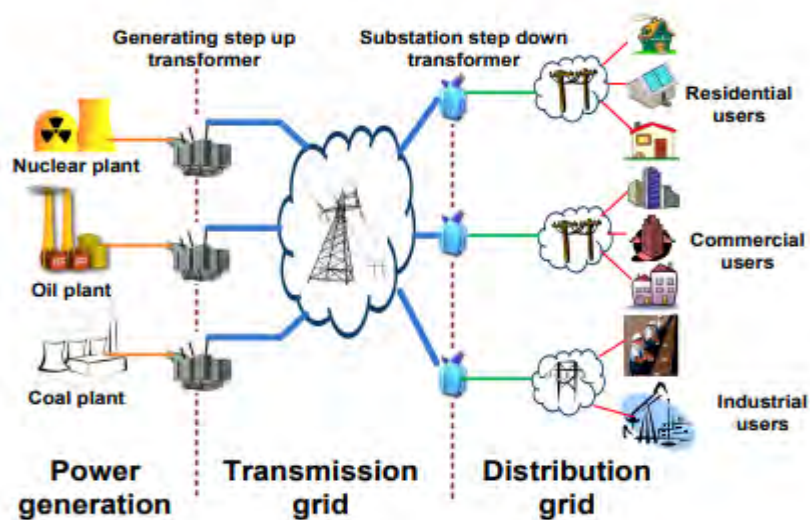 Generating step up
transformer
Substation step down
transformer
Nuclear plant
Residential
users
Oil plant
Commercial
users
Coal plant
Industrial
users
Power
generation
Transmission
grid
Distribution
grid